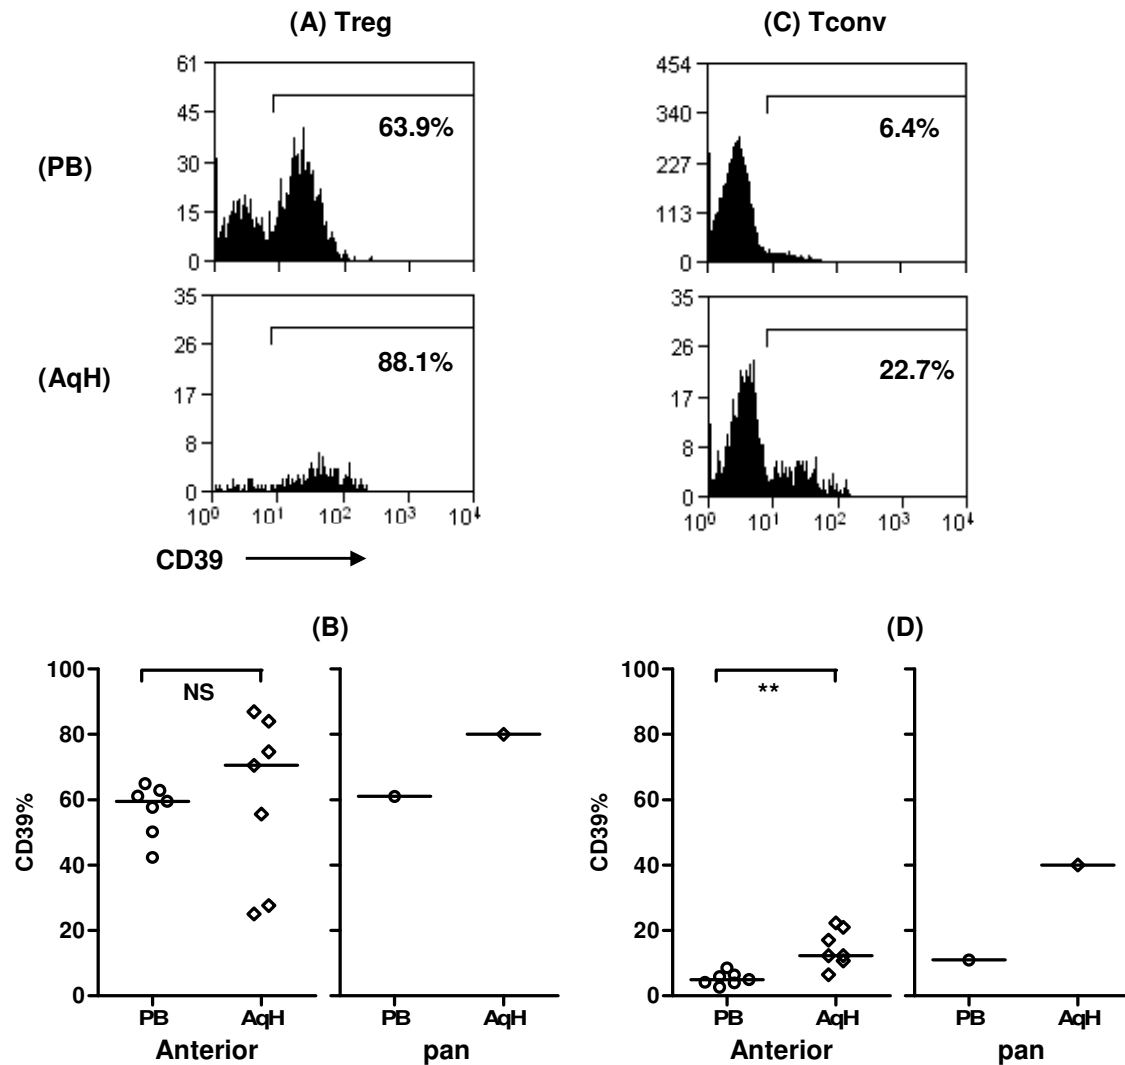 (A) Treg
(C) Tconv
(PB)
61
45
30
15
0
63.9%
454
340
227
113
0
6.4%
(AqH)
35
26
17
8
0
88.1%
10⁰ 10¹ 10² 10³ 10⁴
35
26
17
8
0
22.7%
10⁰ 10¹ 10² 10³ 10⁴
CD39
(B)
(D)
CD39%
100
80
60
40
20
0
NS
PB AqH
Anterior
PB AqH
pan
CD39%
100
80
60
40
20
0
**
PB AqH
Anterior
PB AqH
pan